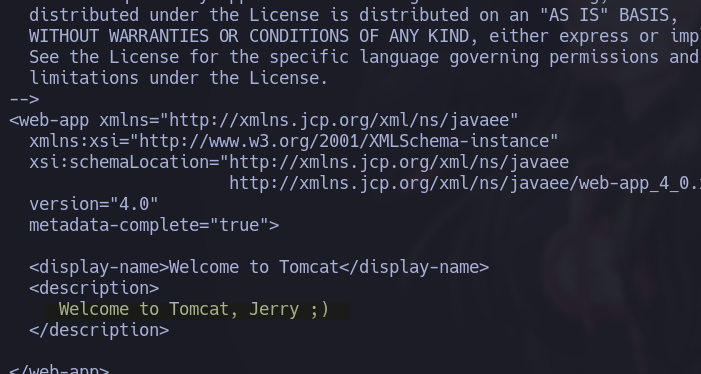 distributed under the License is distributed on an "AS IS" BASIS,
WITHOUT WARRANTIES OR CONDITIONS OF ANY KIND, either express or
See the License for the specific language governing permissions and
limitations under the License.
-->
<web-app xmlns="http://xmlns.jcp.org/xml/ns/javaee"
xmlns:xsi="http://www.w3.org/2001/XMLSchema-instance"
xsi:schemaLocation="http://xmlns.jcp.org/xml/ns/javaee
http://xmlns.jcp.org/xml/ns/javaee/web-app_4_0.
version="4.0"
metadata-complete="true">
<display-name>Welcome to Tomcat</display-name>
<description>
Welcome to Tomcat, Jerry ;)
</description>
</web-app>